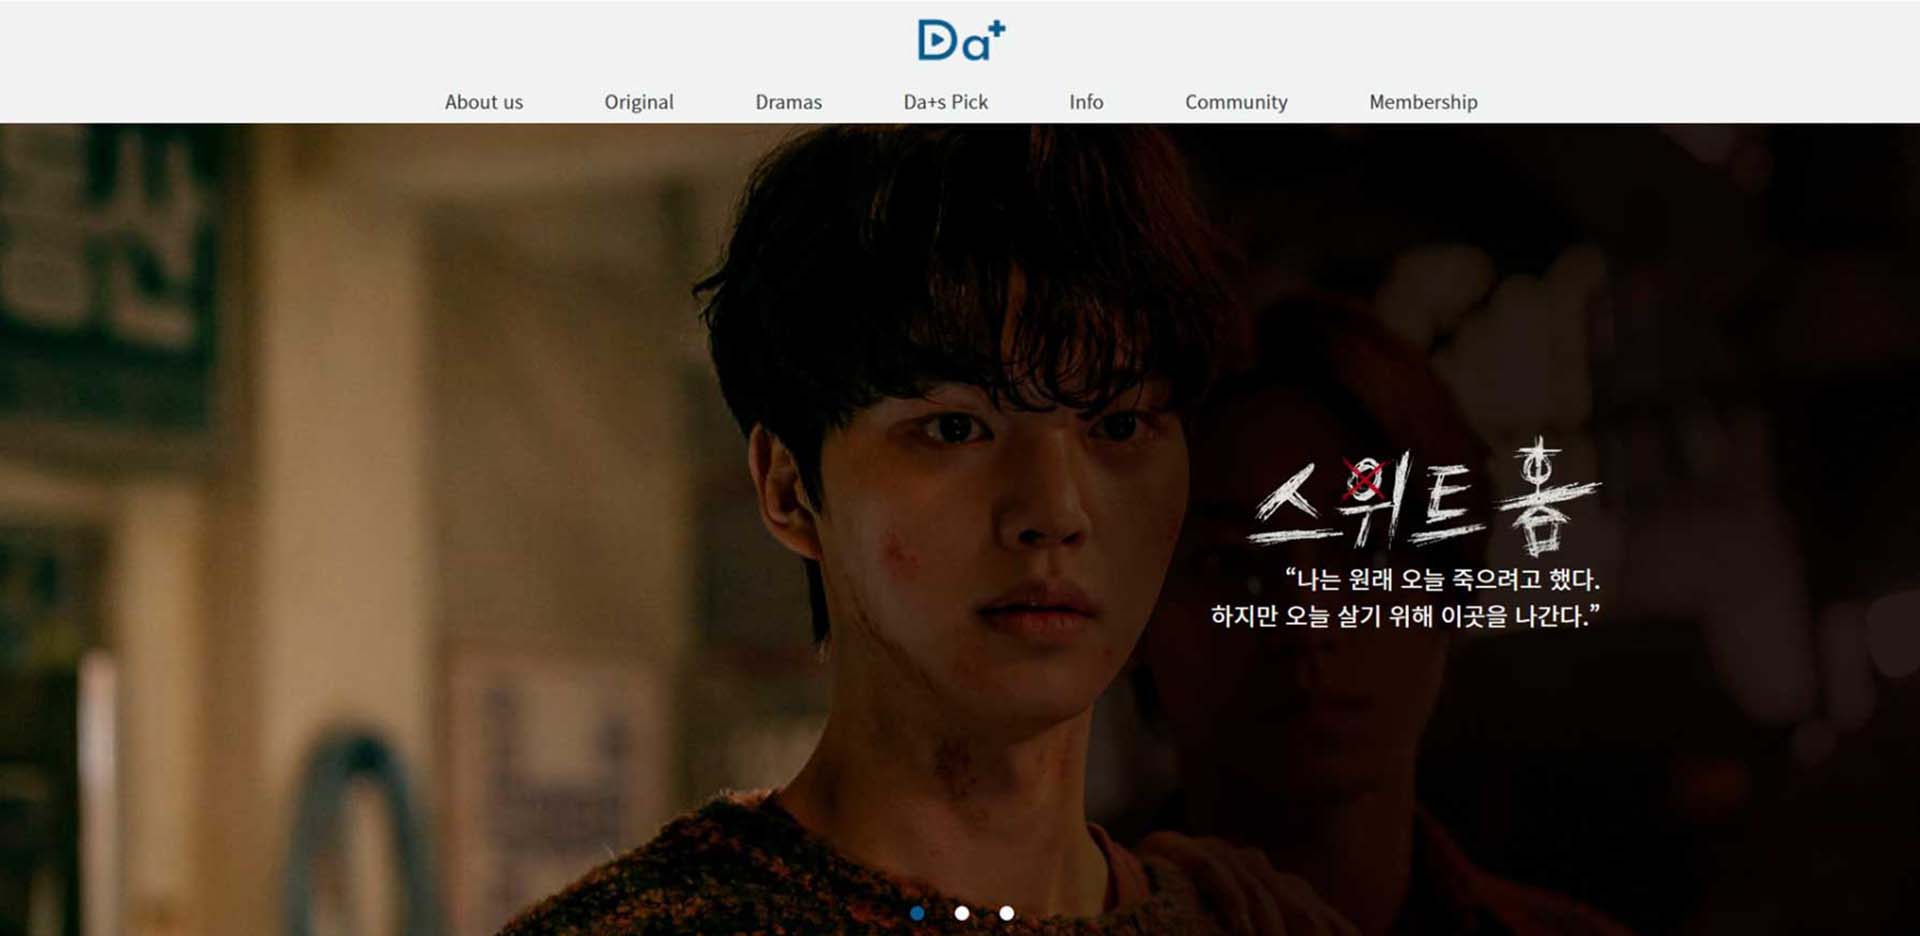 Da+
About us
Original
Dramas
Da+s Pick
Info
Community
Membership
스위트홈
“나는 원래 오늘 죽으려고 했다.
하지만 오늘 살기 위해 이곳을 나간다.”